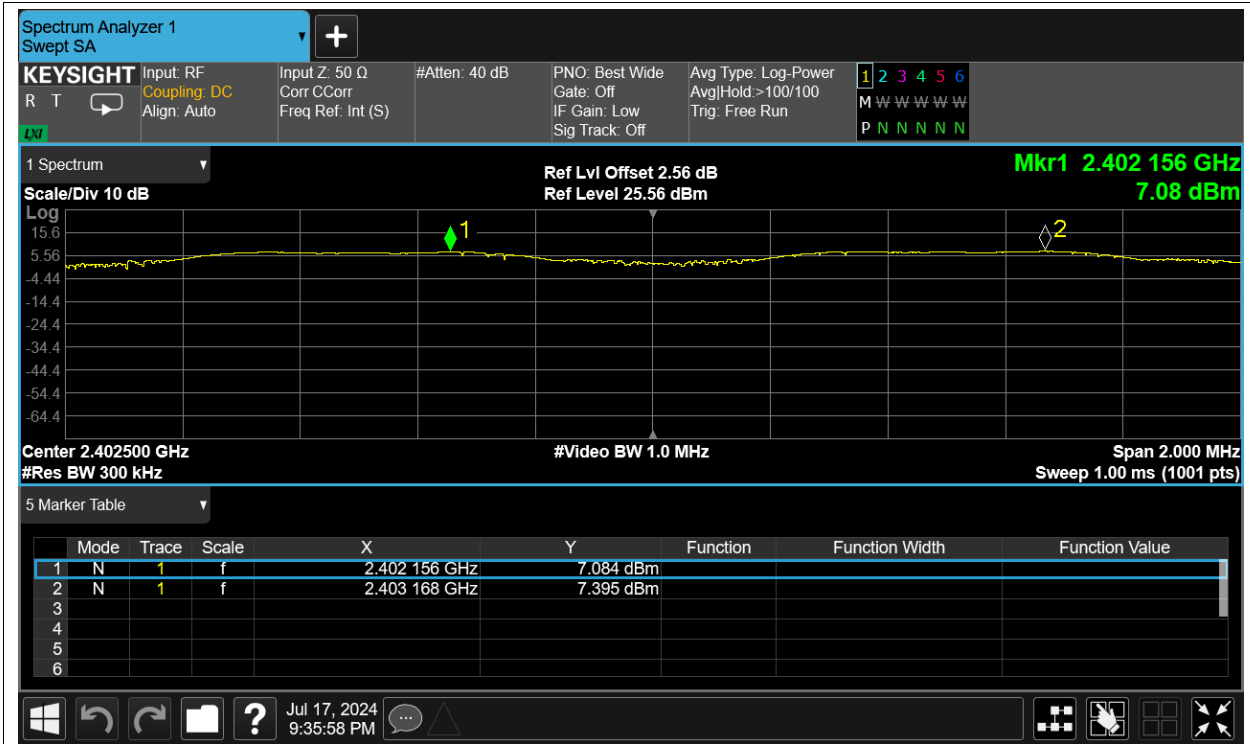 Spectrum Analyzer 1
Swept SA
KEYSIGHT
R T
LXI
Input: RF
Coupling: DC
Align: Auto
Input Z: 50 Ω
Corr CCorr
Freq Ref: Int (S)
#Atten: 40 dB
PNO: Best Wide
Gate: Off
IF Gain: Low
Sig Track: Off
Avg Type: Log-Power
Avg|Hold:>100/100
Trig: Free Run
1 2 3 4 5 6
M W W W W W
P N N N N N
1 Spectrum
Scale/Div 10 dB
Ref Lvl Offset 2.56 dB
Ref Level 25.56 dBm
Mkr1 2.402 156 GHz
7.08 dBm
Log
15.6
5.56
-4.44
-14.4
-24.4
-34.4
-44.4
-54.4
-64.4
1
2
Center 2.402500 GHz
#Res BW 300 kHz
#Video BW 1.0 MHz
Span 2.000 MHz
Sweep 1.00 ms (1001 pts)
5 Marker Table
Mode Trace Scale X Y Function Function Width Function Value
1 N 1 f 2.402 156 GHz 7.084 dBm
2 N 1 f 2.403 168 GHz 7.395 dBm
3
4
5
6
?
Jul 17, 2024
9:35:58 PM